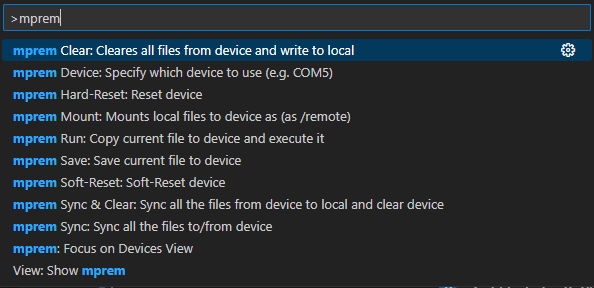 >mprem
mprem Clear: Cleares all files from device and write to local
mprem Device: Specify which device to use (e.g. COM5)
mprem Hard-Reset: Reset device
mprem Mount: Mounts local files to device as (as /remote)
mprem Run: Copy current file to device and execute it
mprem Save: Save current file to device
mprem Soft-Reset: Soft-Reset device
mprem Sync & Clear: Sync all the files from device to local and clear device
mprem Sync: Sync all the files to/from device
mprem: Focus on Devices View
View: Show mprem